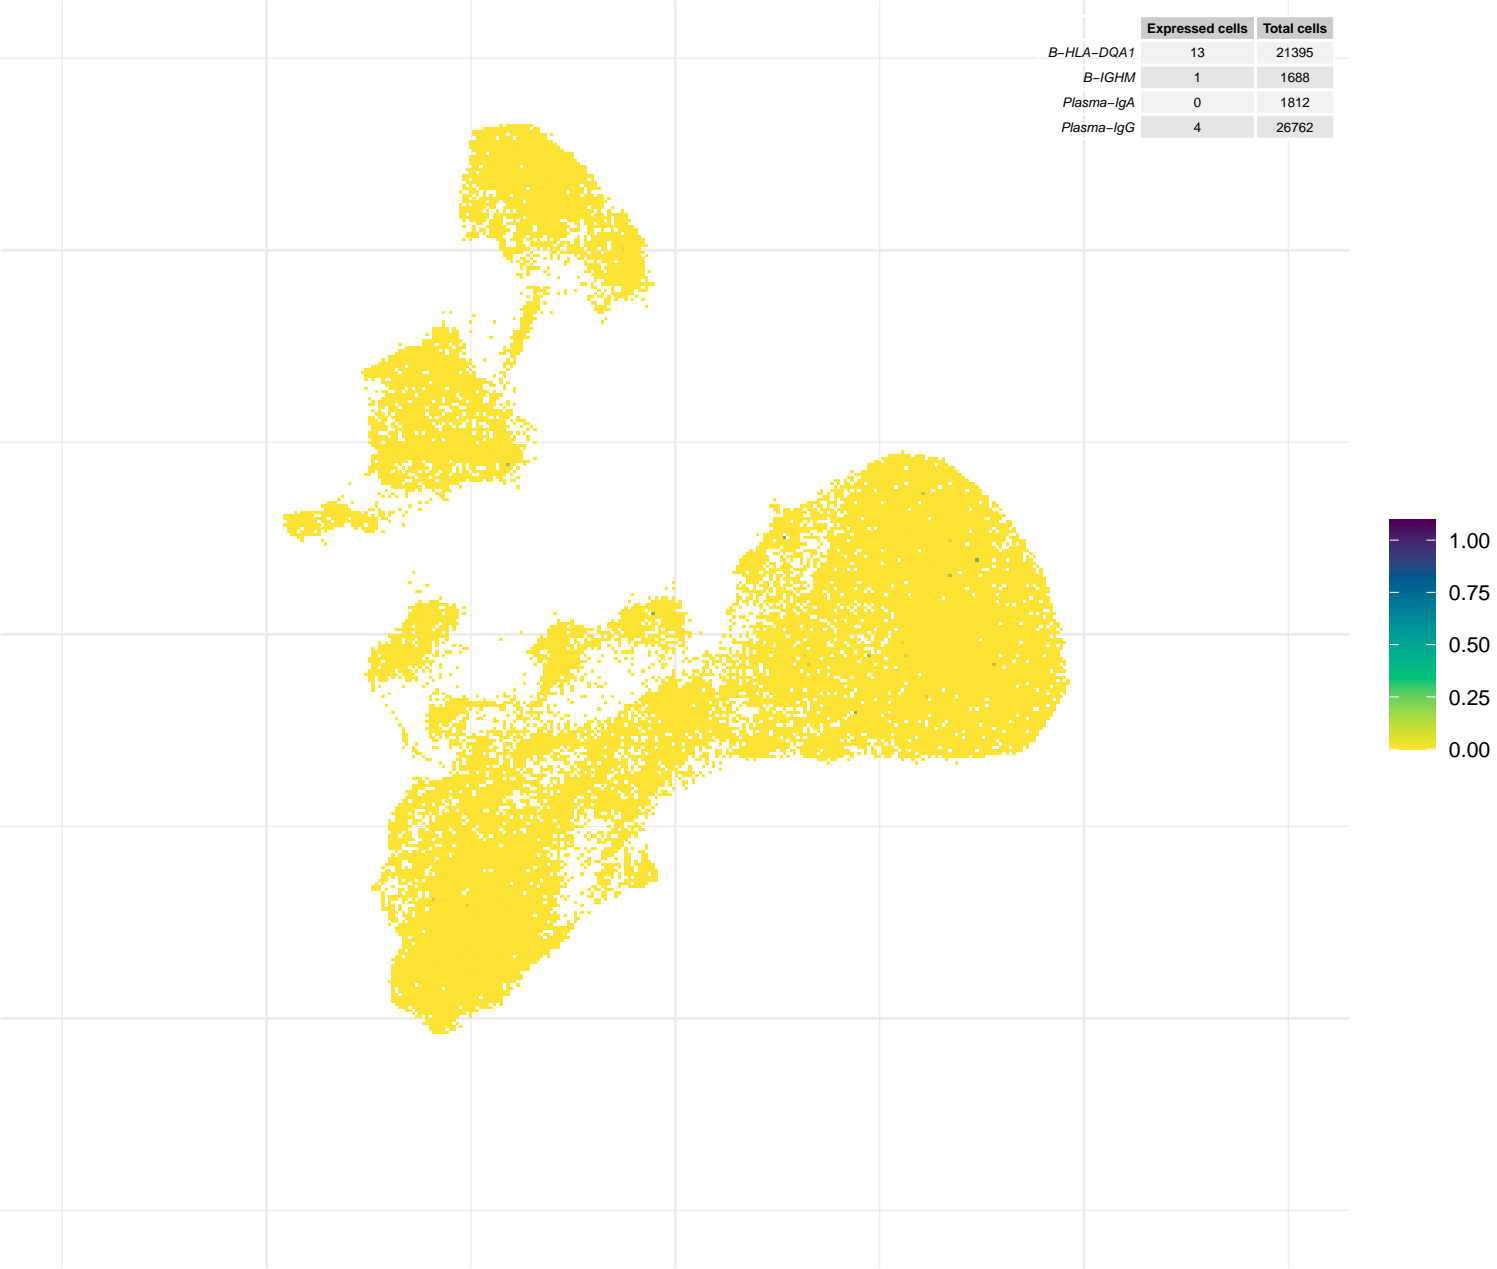 Expressed cells Total cells
B−HLA−DQA1 13 21395
B−IGHM 1 1688
Plasma−IgA 0 1812
Plasma−IgG 4 26762
1.00
0.75
0.50
0.25
0.00